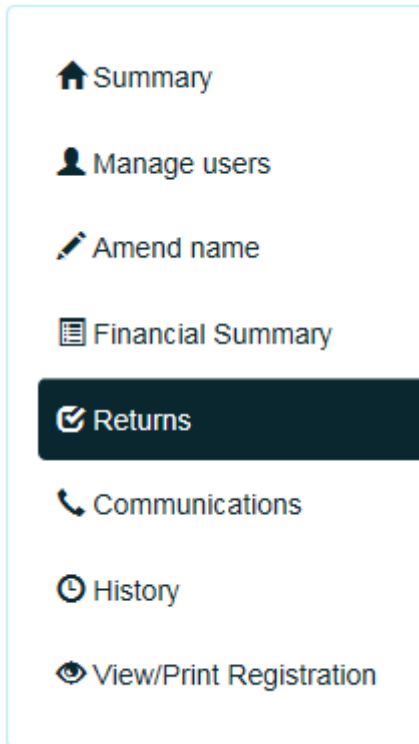 Summary
Manage users
Amend name
Financial Summary
Returns
Communications
History
View/Print Registration